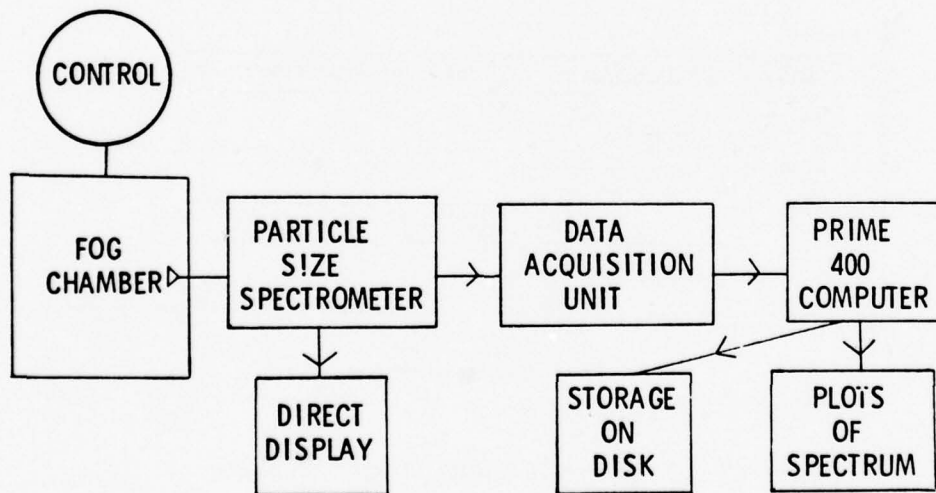 CONTROL
FOG
CHAMBER
PARTICLE
S!ZE
SPECTROMETER
DATA
ACQUISITION
UNIT
PRIME
400
COMPUTER
DIRECT
DISPLAY
STORAGE
ON
DISK
PLOTS
OF
SPECTRUM